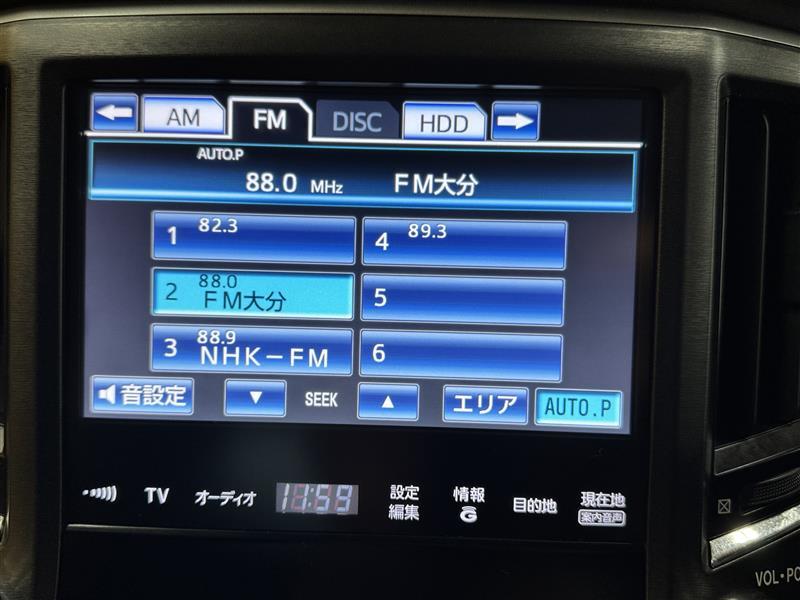 AM FM DISC HDD
AUTO.P
88.0 MHz FM大分
1 82.3
4 89.3
2 88.0 FM大分
5
3 88.9 NHK-FM
6
音設定 ▼ SEEK ▲ エリア AUTO.P
TV オーディオ 設定 編集 情報 G 目的地 現在地 案内音声
VOL・PO